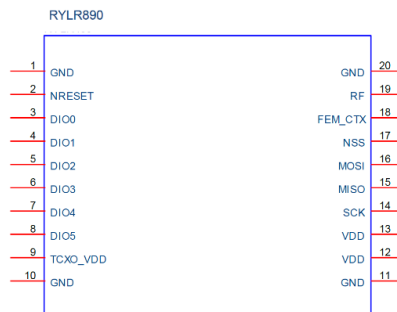 RYLR890
1 GND GND 20
2 NRESET RF 19
3 DIO0 FEM_CTX 18
4 DIO1 NSS 17
5 DIO2 MOSI 16
6 DIO3 MISO 15
7 DIO4 SCK 14
8 DIO5 VDD 13
9 TCXO_VDD VDD 12
10 GND GND 11